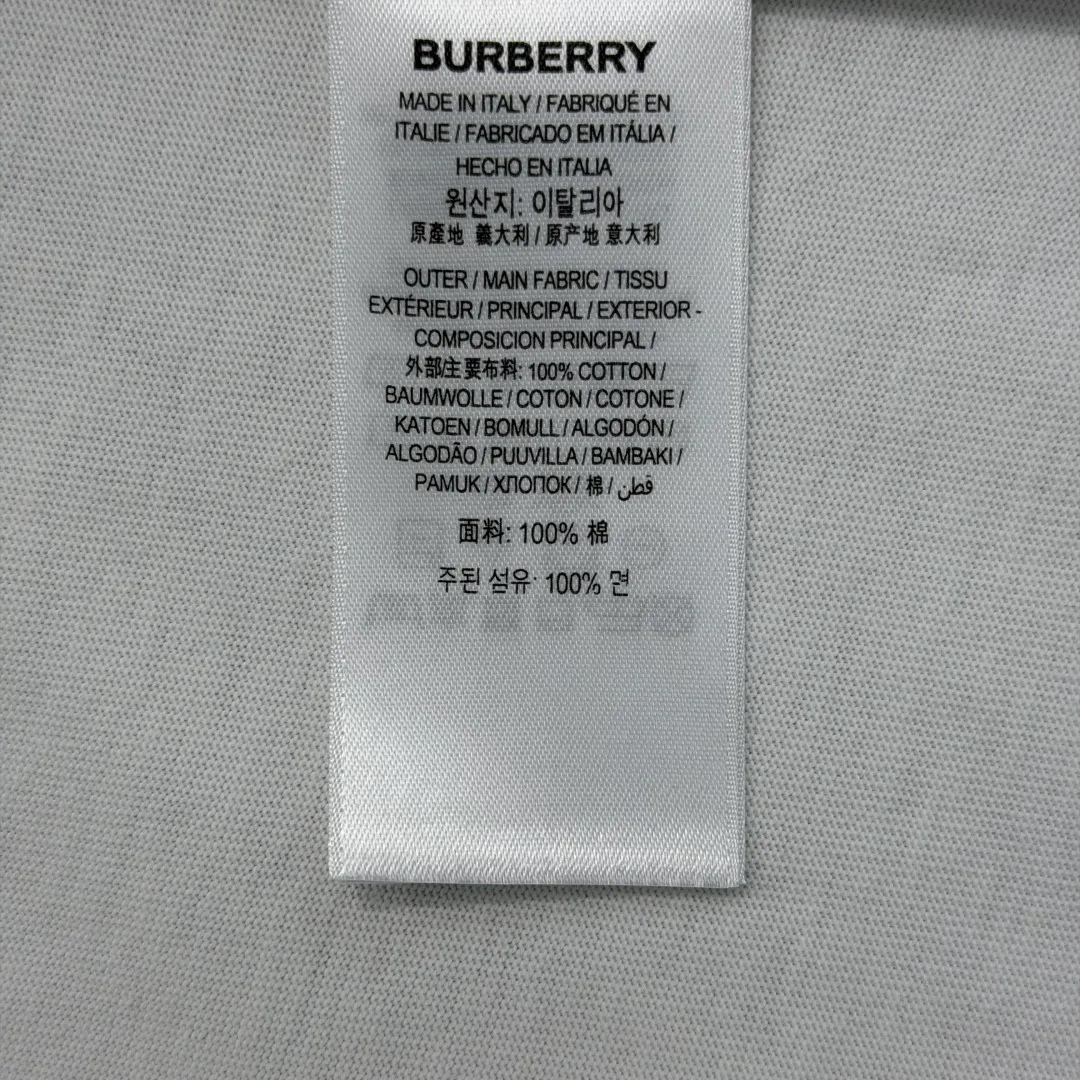 BURBERRY
MADE IN ITALY / FABRIQUÉ EN
ITALIE / FABRICADO EM ITÁLIA /
HECHO EN ITALIA
원산지: 이탈리아
原產地 義大利 / 原产地 意大利
OUTER / MAIN FABRIC / TISSU
EXTÉRIEUR / PRINCIPAL / EXTERIOR -
COMPOSICION PRINCIPAL /
外部主要布料: 100% COTTON /
BAUMWOLLE / COTON / COTONE /
KATOEN / BOMULL / ALGODÓN /
ALGODÃO / PUUVILLA / BAMBAKI /
PAMUK / ХЛОПОК / 棉 / قطن
面料: 100% 棉
주된 섬유: 100% 면